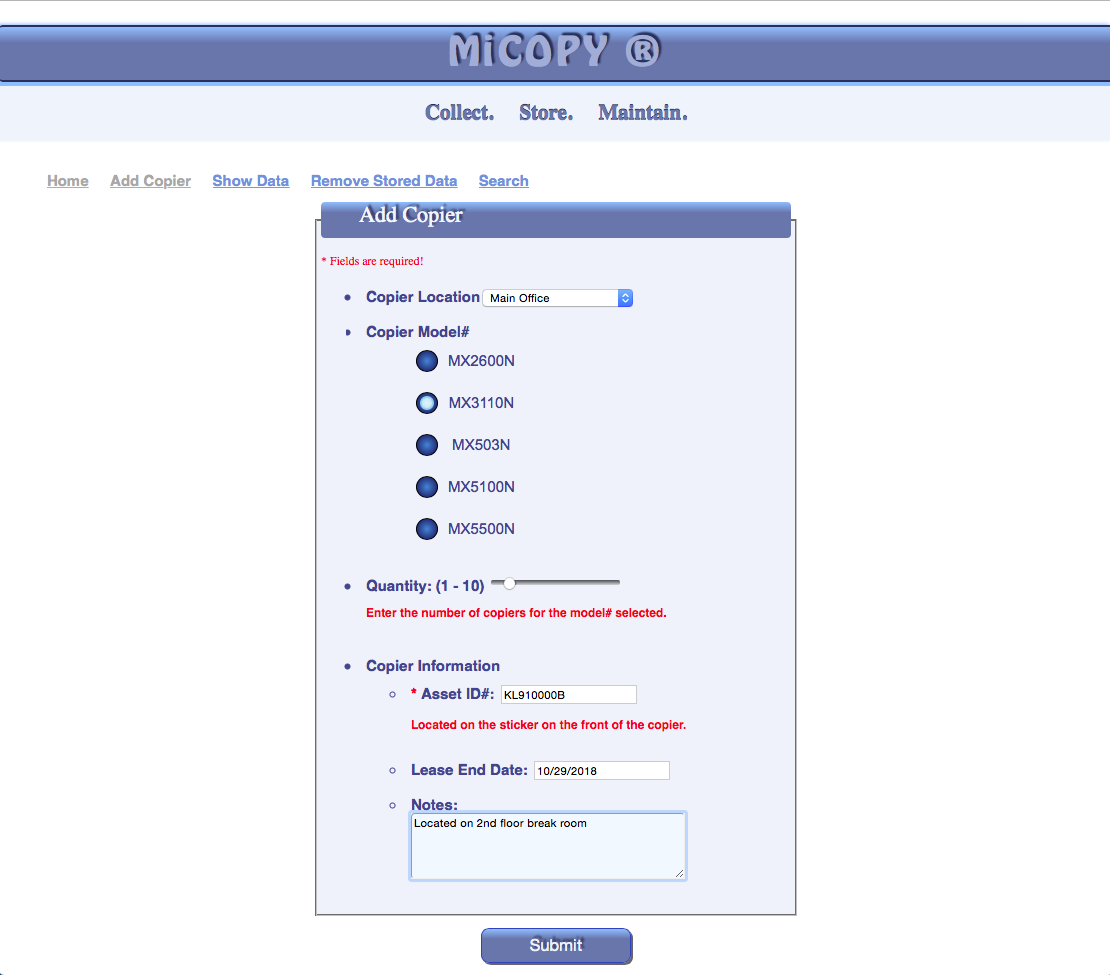 MiCOPY ®
Collect. Store. Maintain.
Home Add Copier Show Data Remove Stored Data Search
Add Copier
* Fields are required!
Copier Location Main Office
Copier Model#
MX2600N
MX3110N
MX503N
MX5100N
MX5500N
Quantity: (1 - 10)
Enter the number of copiers for the model# selected.
Copier Information
* Asset ID#: KL910000B
Located on the sticker on the front of the copier.
Lease End Date: 10/29/2018
Notes:
Located on 2nd floor break room
Submit